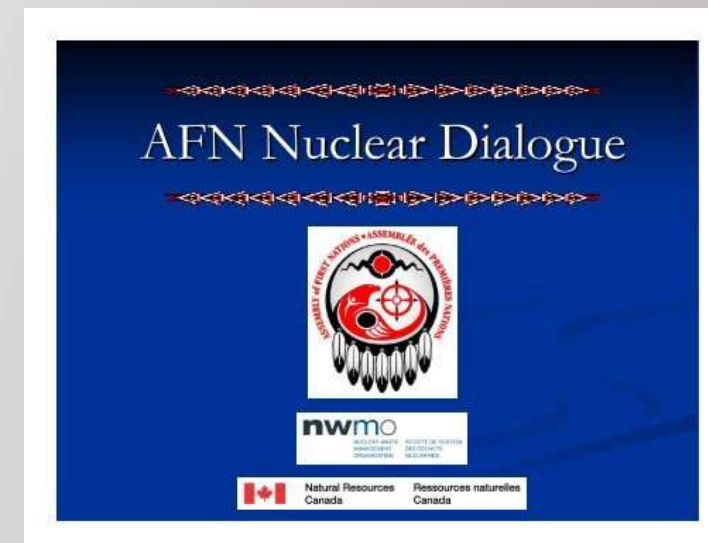 AFN Nuclear Dialogue
ASSEMBLY of FIRST NATIONS • ASSEMBLÉE des PREMIÈRES NATIONS
nwmo
NUCLEAR WASTE SOCIÉTÉ DE GESTION
MANAGEMENT DES DÉCHETS
ORGANIZATION NUCLÉAIRES
Natural Resources Ressources naturelles
Canada Canada